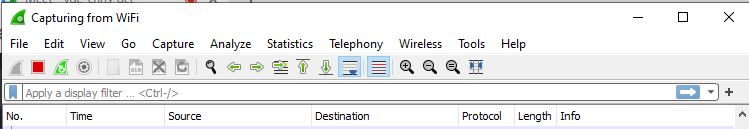 Capturing from WiFi
File Edit View Go Capture Analyze Statistics Telephony Wireless Tools Help
Apply a display filter ... <Ctrl-/>
No. Time Source Destination Protocol Length Info